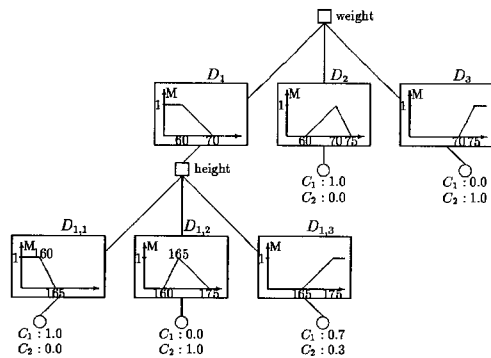 weight
D1 D2 D3
M M M
1 1 1
60 70 60 70 75 70 75
height C1 : 1.0 C1 : 0.0
C2 : 0.0 C2 : 1.0
D1,1 D1,2 D1,3
M 160 M 165 M
1 1 1
165 160 175 165 175
C1 : 1.0 C1 : 0.0 C1 : 0.7
C2 : 0.0 C2 : 1.0 C2 : 0.3